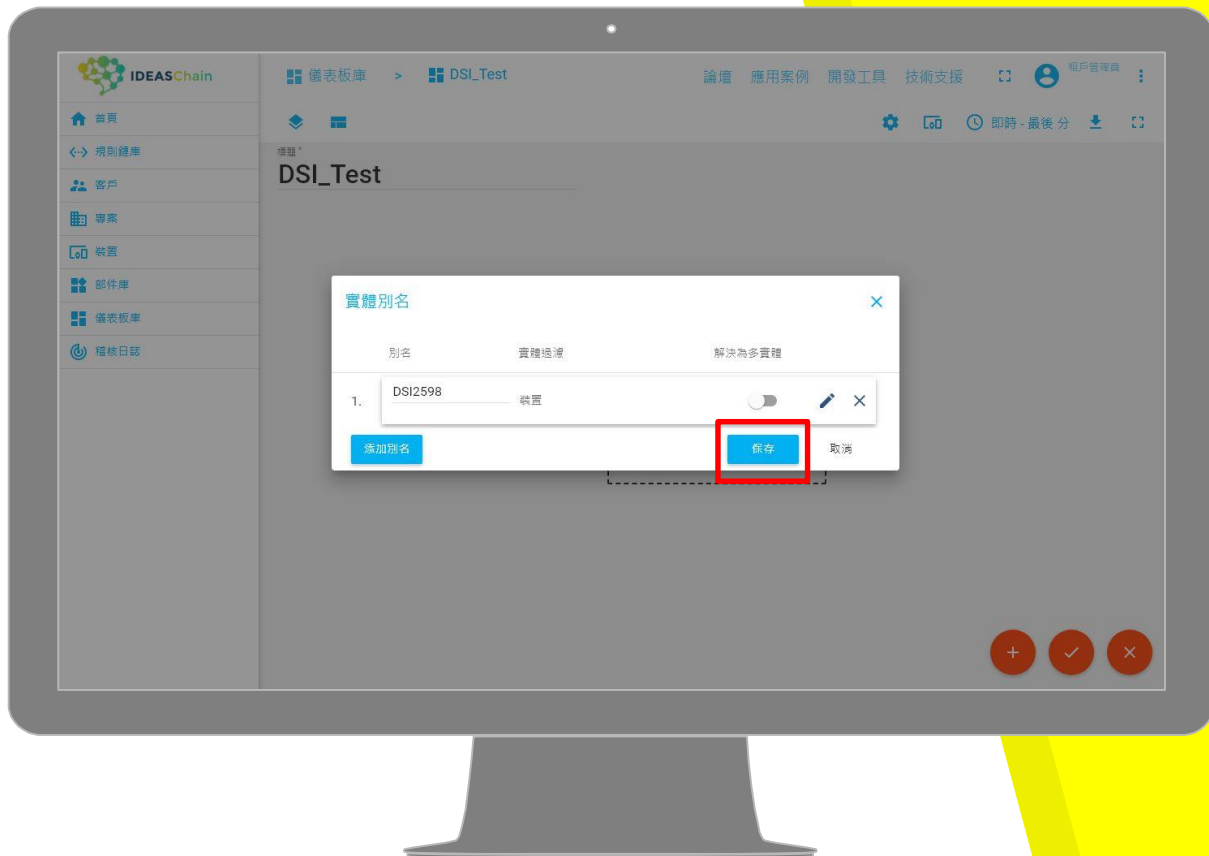 IDEASChain
儀表板庫 > DSI_Test
論壇 應用案例 開發工具 技術支援
租戶管理員
首頁
規則鏈庫
客戶
專案
裝置
部件庫
儀表板庫
稽核日誌
即時 - 最後 分
標題 *
DSI_Test
實體別名
別名 實體過濾 解決為多實體
1. DSI2598 裝置
添加別名 保存 取消